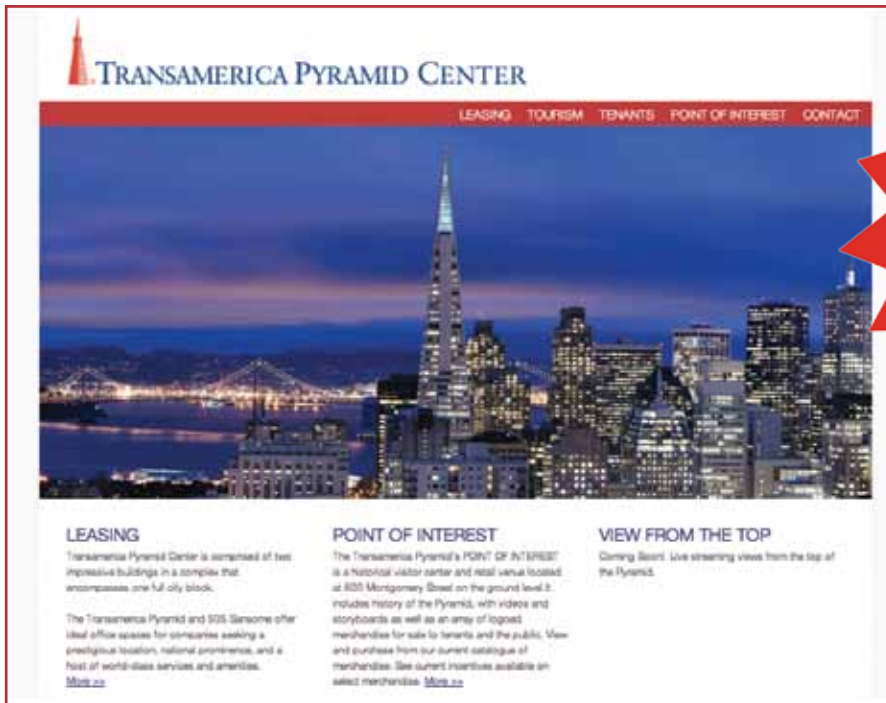 TRANSAMERICA PYRAMID CENTER
LEASING TOURISM TENANTS POINT OF INTEREST CONTACT
LEASING
Transamerica Pyramid Center is comprised of two
impressive buildings in a complex that
encompasses one full city block.
The Transamerica Pyramid and 505 Sansome offer
ideal office spaces for companies seeking a
prestigious location, national prominence, and a
host of world-class services and amenities.
More >>
POINT OF INTEREST
The Transamerica Pyramid's POINT OF INTEREST
is a historical visitor center and retail venue located
at 600 Montgomery Street on the ground level.It
includes history of the Pyramid, with videos and
storyboards as well as an array of logoed
merchandise for sale to tenants and the public. View
and purchase from our current catalogue of
merchandise. See current incentives available on
select merchandise. More >>
VIEW FROM THE TOP
Coming Soon! Live streaming views from the top of
the Pyramid.